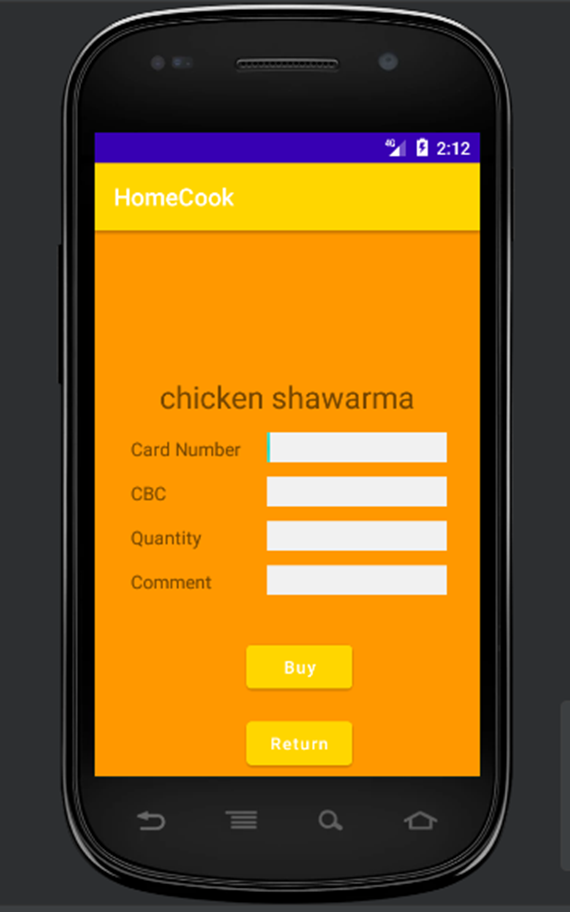 4G 2:12
HomeCook
chicken shawarma
Card Number
CBC
Quantity
Comment
Buy
Return